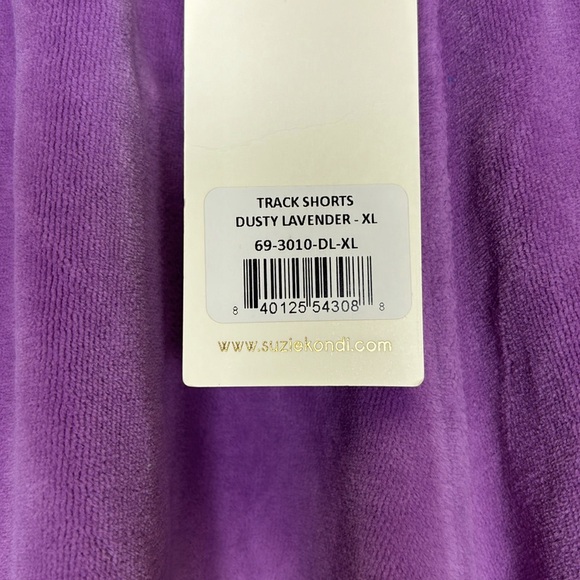 TRACK SHORTS
DUSTY LAVENDER - XL
69-3010-DL-XL
8 40125 54308 8
www.suziekondi.com